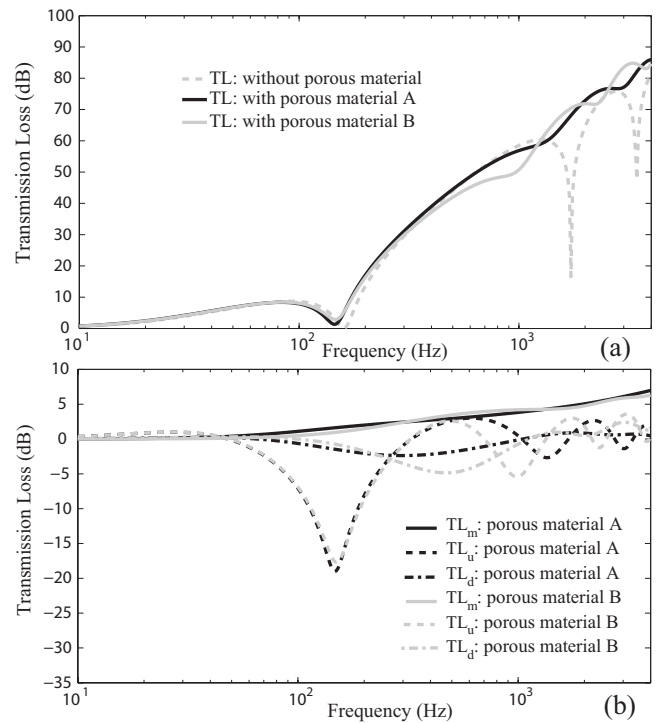 100
90
80
70
60
50
40
30
20
10
0
Transmission Loss (dB)
TL: without porous material
TL: with porous material A
TL: with porous material B
10^1
10^2
10^3
Frequency (Hz)
(a)
10
5
0
−5
−10
−15
−20
−25
−30
−35
Transmission Loss (dB)
TL_m: porous material A
TL_u: porous material A
TL_d: porous material A
TL_m: porous material B
TL_u: porous material B
TL_d: porous material B
10^1
10^2
10^3
Frequency (Hz)
(b)